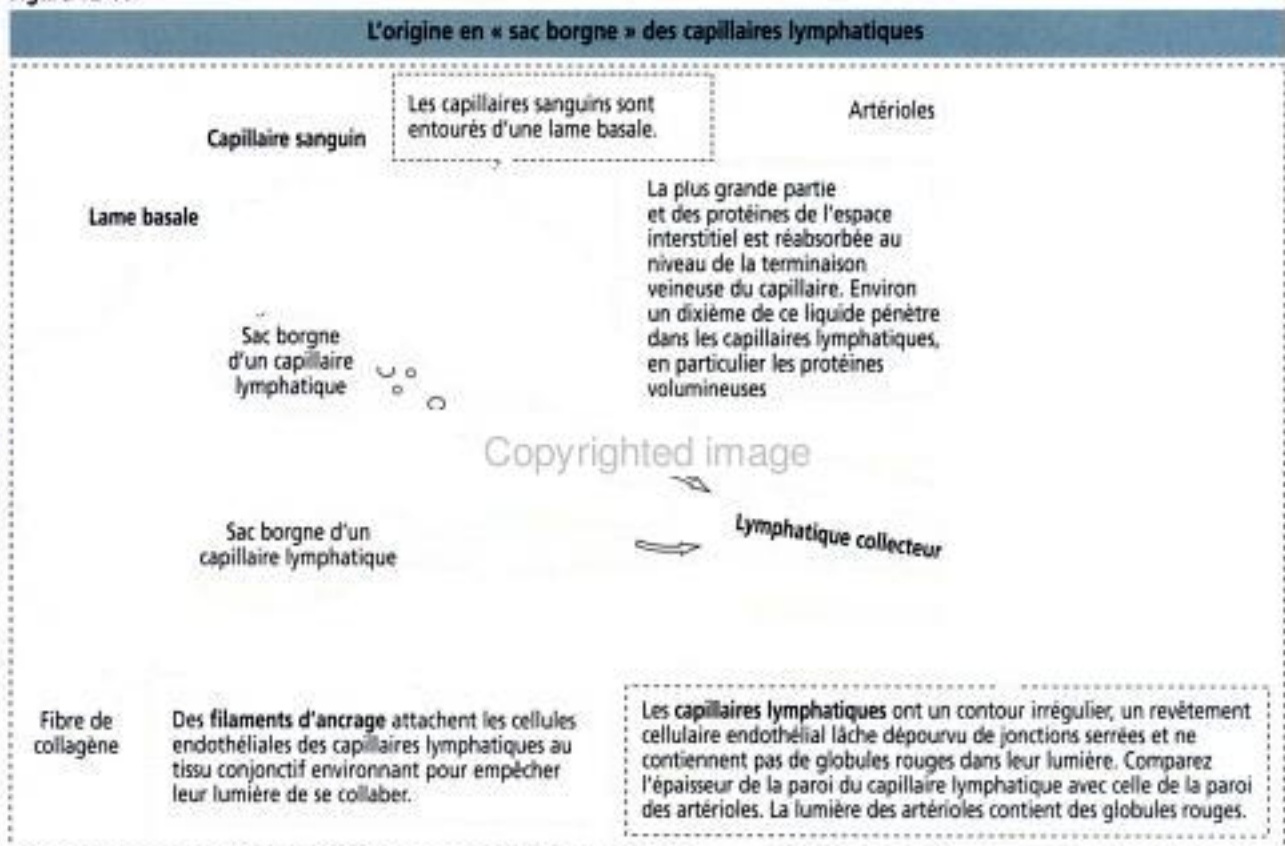 L'origine en « sac borgne » des capillaires lymphatiques
Les capillaires sanguins sont
entourés d'une lame basale.
Artérioles
Capillaire sanguin
Lame basale
La plus grande partie
et des protéines de l'espace
interstitiel est réabsorbée au
niveau de la terminaison
veineuse du capillaire. Environ
un dixième de ce liquide pénètre
dans les capillaires lymphatiques,
en particulier les protéines
volumineuses
Sac borgne
d'un capillaire
lymphatique
Copyrighted image
Sac borgne d'un
capillaire lymphatique
Lymphatique collecteur
Fibre de
collagène
Des filaments d'ancrage attachent les cellules
endothéliales des capillaires lymphatiques au
tissu conjonctif environnant pour empêcher
leur lumière de se collaber.
Les capillaires lymphatiques ont un contour irrégulier, un revêtement
cellulaire endothélial lâche dépourvu de jonctions serrées et ne
contiennent pas de globules rouges dans leur lumière. Comparez
l'épaisseur de la paroi du capillaire lymphatique avec celle de la paroi
des artérioles. La lumière des artérioles contient des globules rouges.